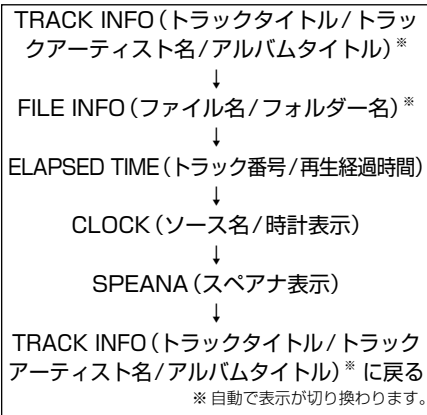 TRACK INFO（トラックタイトル/トラッ
クアーティスト名/アルバムタイトル）※
↓
FILE INFO（ファイル名/フォルダー名）※
↓
ELAPSED TIME（トラック番号/再生経過時間）
↓
CLOCK（ソース名/時計表示）
↓
SPEANA（スペアナ表示）
↓
TRACK INFO（トラックタイトル/トラック
アーティスト名/アルバムタイトル）※ に戻る
※ 自動で表示が切り換わります。